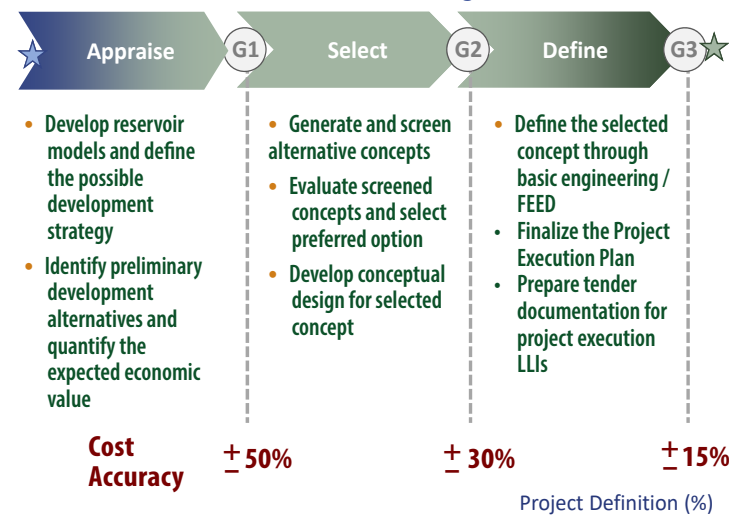 Appraise
G1
Select
G2
Define
G3
• Develop reservoir
models and define
the possible
development
strategy
• Identify preliminary
development
alternatives and
quantify the
expected economic
value
• Generate and screen
alternative concepts
• Evaluate screened
concepts and select
preferred option
• Develop conceptual
design for selected
concept
• Define the selected
concept through
basic engineering /
FEED
• Finalize the Project
Execution Plan
• Prepare tender
documentation for
project execution
LLIs
Cost
Accuracy
± 50%
± 30%
± 15%
Project Definition (%)